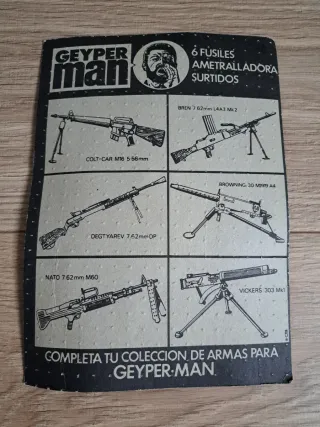 GEYPER
man
6 FUSILES
AMETRALLADORA
SURTIDOS
COLT-CAR M16 5.56mm
BREN 7.62mm L4A3 Mk2
DEGTYAREV 7.62mm DP
BROWNING .30 M1919 A4
NATO 7.62mm M60
VICKERS .303 Mk1
COMPLETA TU COLECCION DE ARMAS PARA
GEYPER-MAN